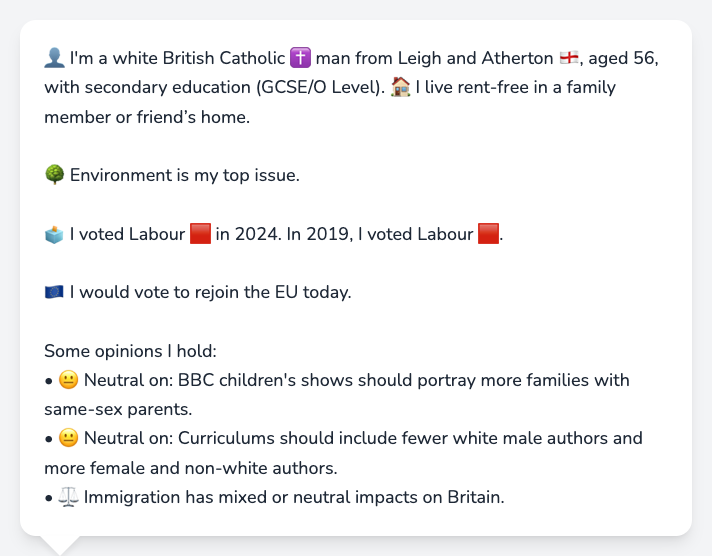 👤 I'm a white British Catholic ✝️ man from Leigh and Atherton 🏴󠁧󠁢󠁥󠁮󠁧󠁿, aged 56,
with secondary education (GCSE/O Level). 🏠 I live rent-free in a family
member or friend’s home.
🌳 Environment is my top issue.
🗳️ I voted Labour 🟥 in 2024. In 2019, I voted Labour 🟥.
🇪🇺 I would vote to rejoin the EU today.
Some opinions I hold:
• 😐 Neutral on: BBC children's shows should portray more families with
same-sex parents.
• 😐 Neutral on: Curriculums should include fewer white male authors and
more female and non-white authors.
• ⚖️ Immigration has mixed or neutral impacts on Britain.